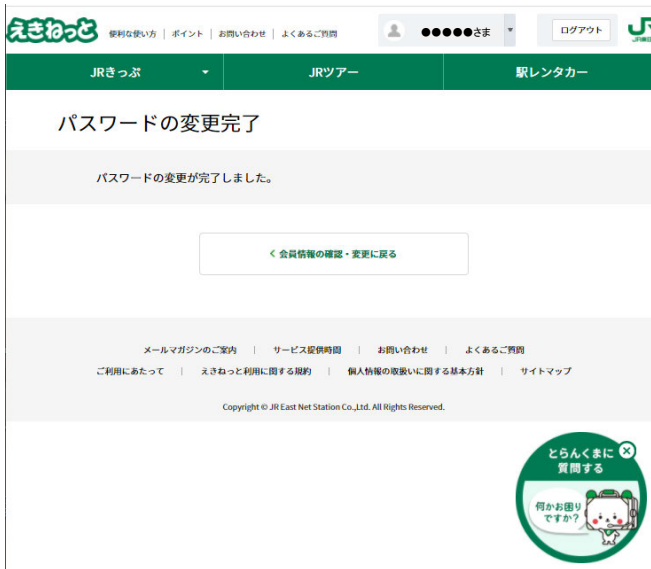 えきねっと 便利な使い方 | ポイント | お問い合わせ | よくあるご質問 ●●●●●さま ログアウト JR
JRきっぷ JRツアー 駅レンタカー
パスワードの変更完了
パスワードの変更が完了しました。
会員情報の確認・変更に戻る
メールマガジンのご案内 | サービス提供時間 | お問い合わせ | よくあるご質問
ご利用にあたって | えきねっと利用に関する規約 | 個人情報の取扱いに関する基本方針 | サイトマップ
Copyright © JR East Net Station Co.,Ltd. All Rights Reserved.
とらんくまに
質問する
何かお困り
ですか?